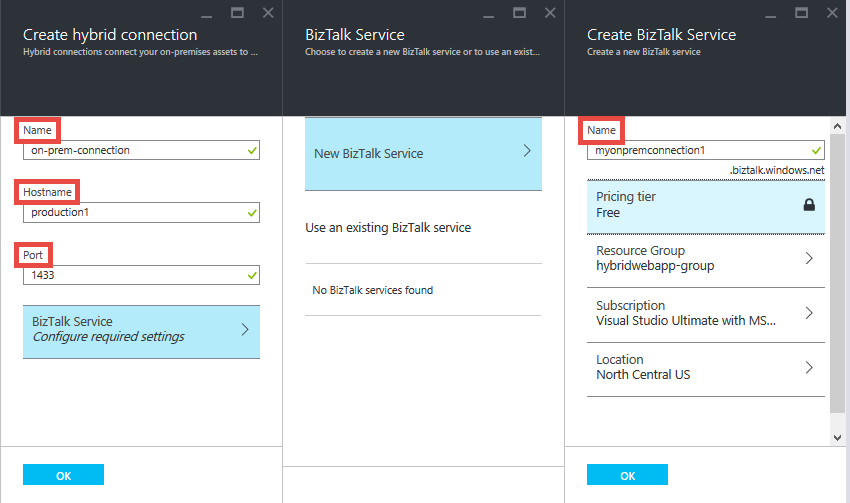 Create hybrid connection
Hybrid connections connect your on-premises assets to ...
Name
on-prem-connection
Hostname
production1
Port
1433
BizTalk Service
Configure required settings
OK
BizTalk Service
Choose to create a new BizTalk service or to use an exist...
New BizTalk Service
Use an existing BizTalk service
No BizTalk services found
Create BizTalk Service
Create a new BizTalk service
Name
myonpremconnection1
.biztalk.windows.net
Pricing tier
Free
Resource Group
hybridwebapp-group
Subscription
Visual Studio Ultimate with MS...
Location
North Central US
OK